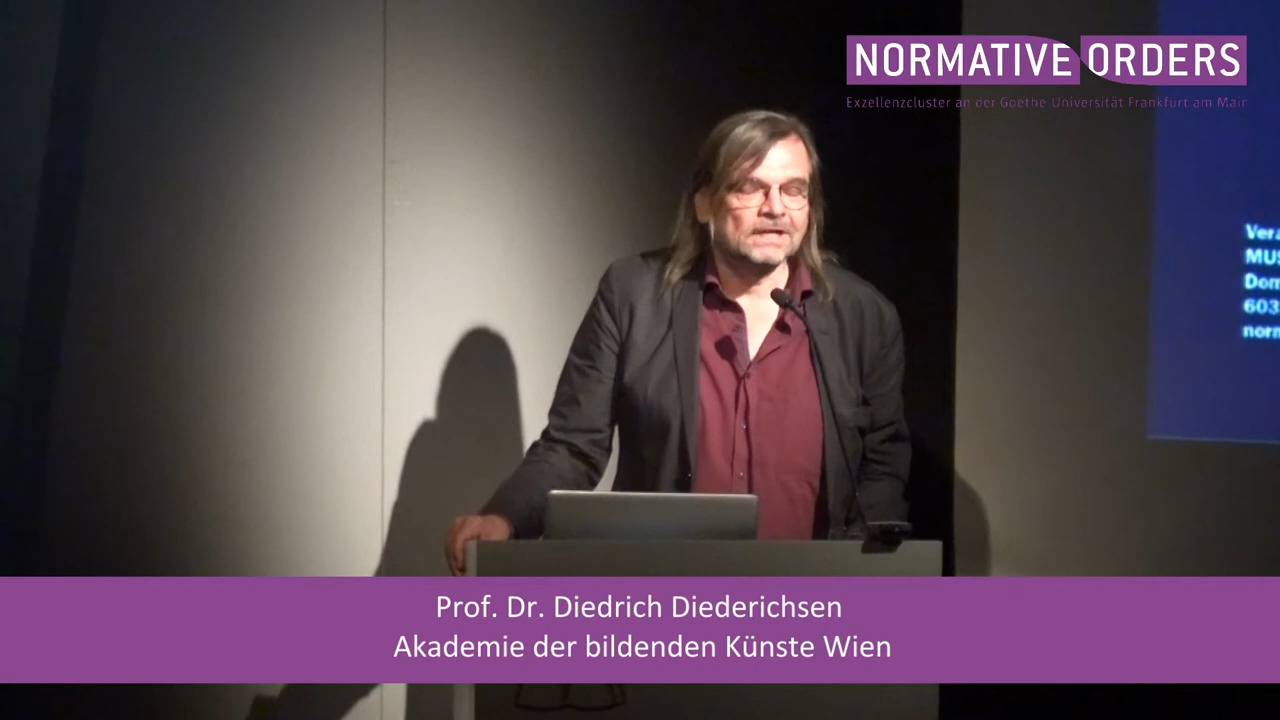 NORMATIVE ORDERS
Exzellenzcluster an der Goethe Universität Frankfurt am Main
Prof. Dr. Diedrich Diederichsen
Akademie der bildenden Künste Wien
603